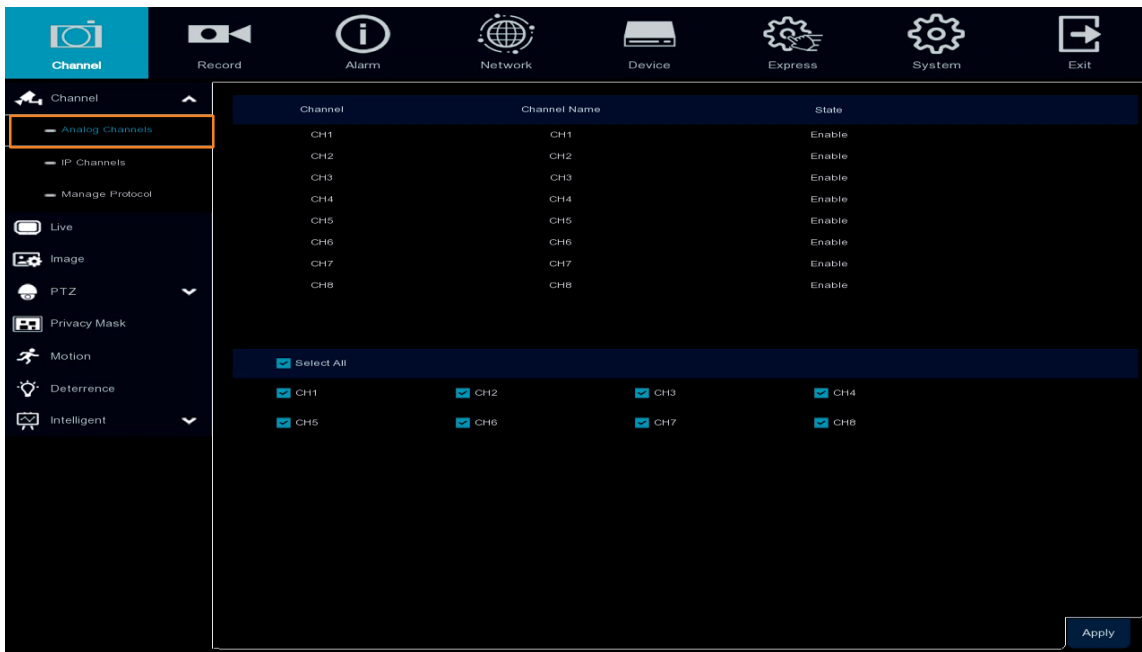 Channel Record Alarm Network Device Express System Exit
Channel
Analog Channels
IP Channels
Manage Protocol
Live
Image
PTZ
Privacy Mask
Motion
Deterrence
Intelligent
Channel Channel Name State
CH1 CH1 Enable
CH2 CH2 Enable
CH3 CH3 Enable
CH4 CH4 Enable
CH5 CH5 Enable
CH6 CH6 Enable
CH7 CH7 Enable
CH8 CH8 Enable
Select All
CH1 CH2 CH3 CH4
CH5 CH6 CH7 CH8
Apply